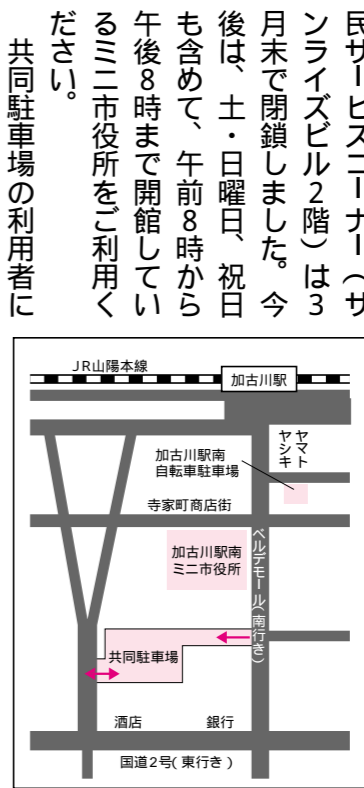 民サービスコーナー(サ
ンライズビル2階)は3
月末で閉鎖しました。今
後は、土・日曜日、祝日
も含めて、午前8時から
午後8時まで開館してい
るミニ市役所をご利用く
ださい。
共同駐車場の利用者に
JR山陽本線
加古川駅
ヤマト
ヤシキ
加古川駅南
自転車駐車場
寺家町商店街
加古川駅南
ミニ市役所
ベルデモール(南行き)
共同駐車場
酒店
銀行
国道2号(東行き)